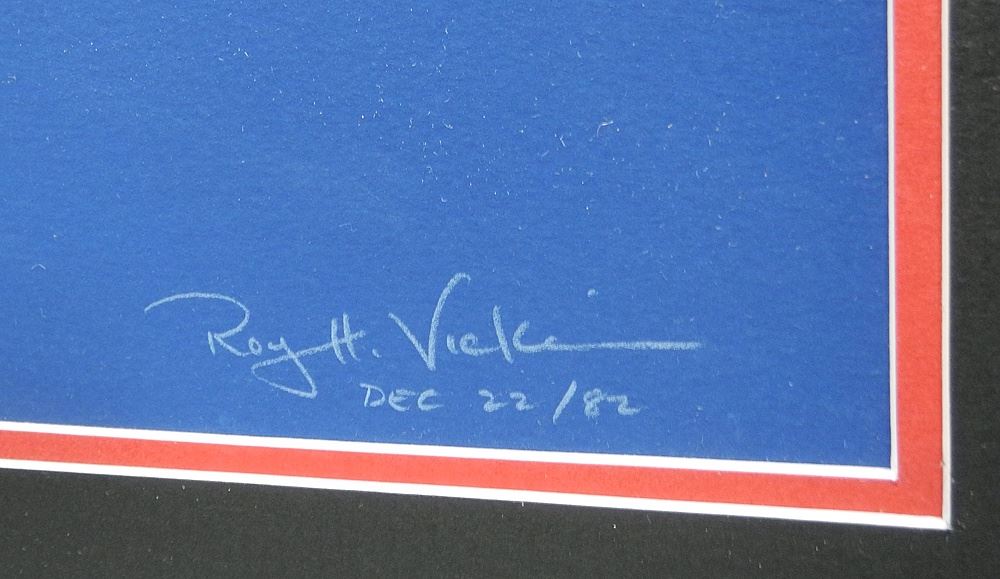 Roy H. Vickers
DEC 22/82